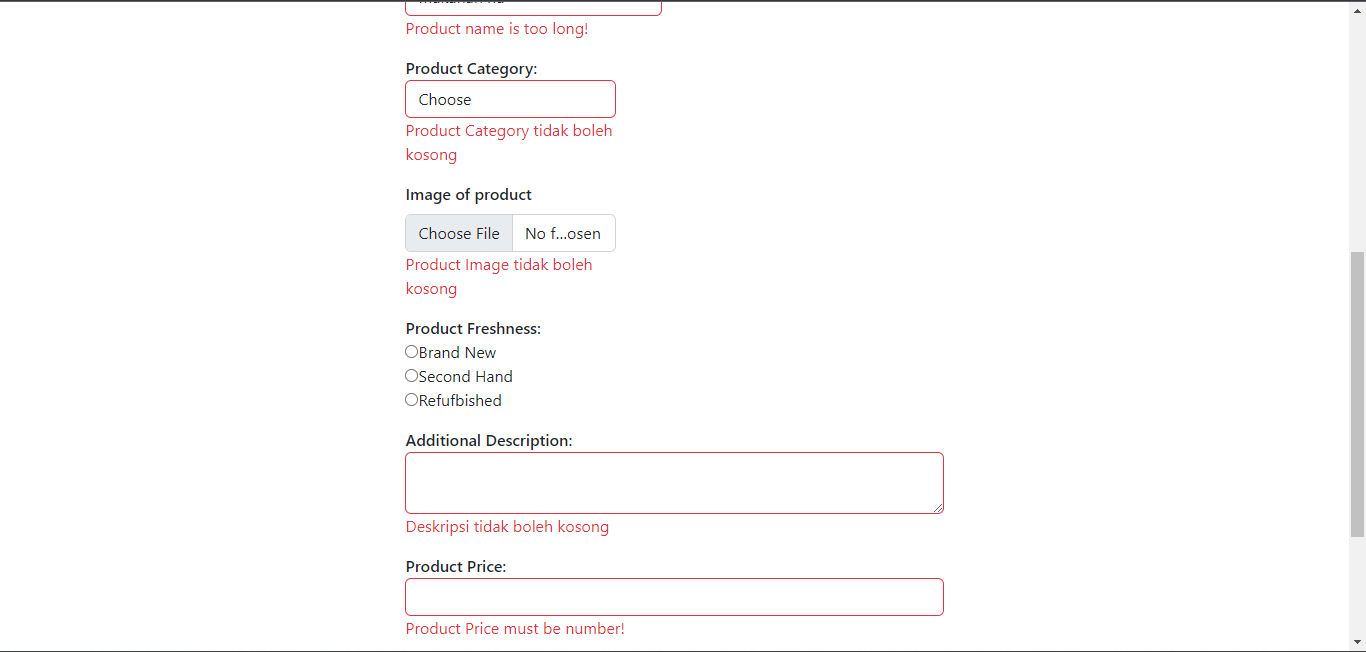 Product name is too long!
Product Category:
Choose
Product Category tidak boleh
kosong
Image of product
Choose File No f...osen
Product Image tidak boleh
kosong
Product Freshness:
Brand New
Second Hand
Refufbished
Additional Description:
Deskripsi tidak boleh kosong
Product Price:
Product Price must be number!